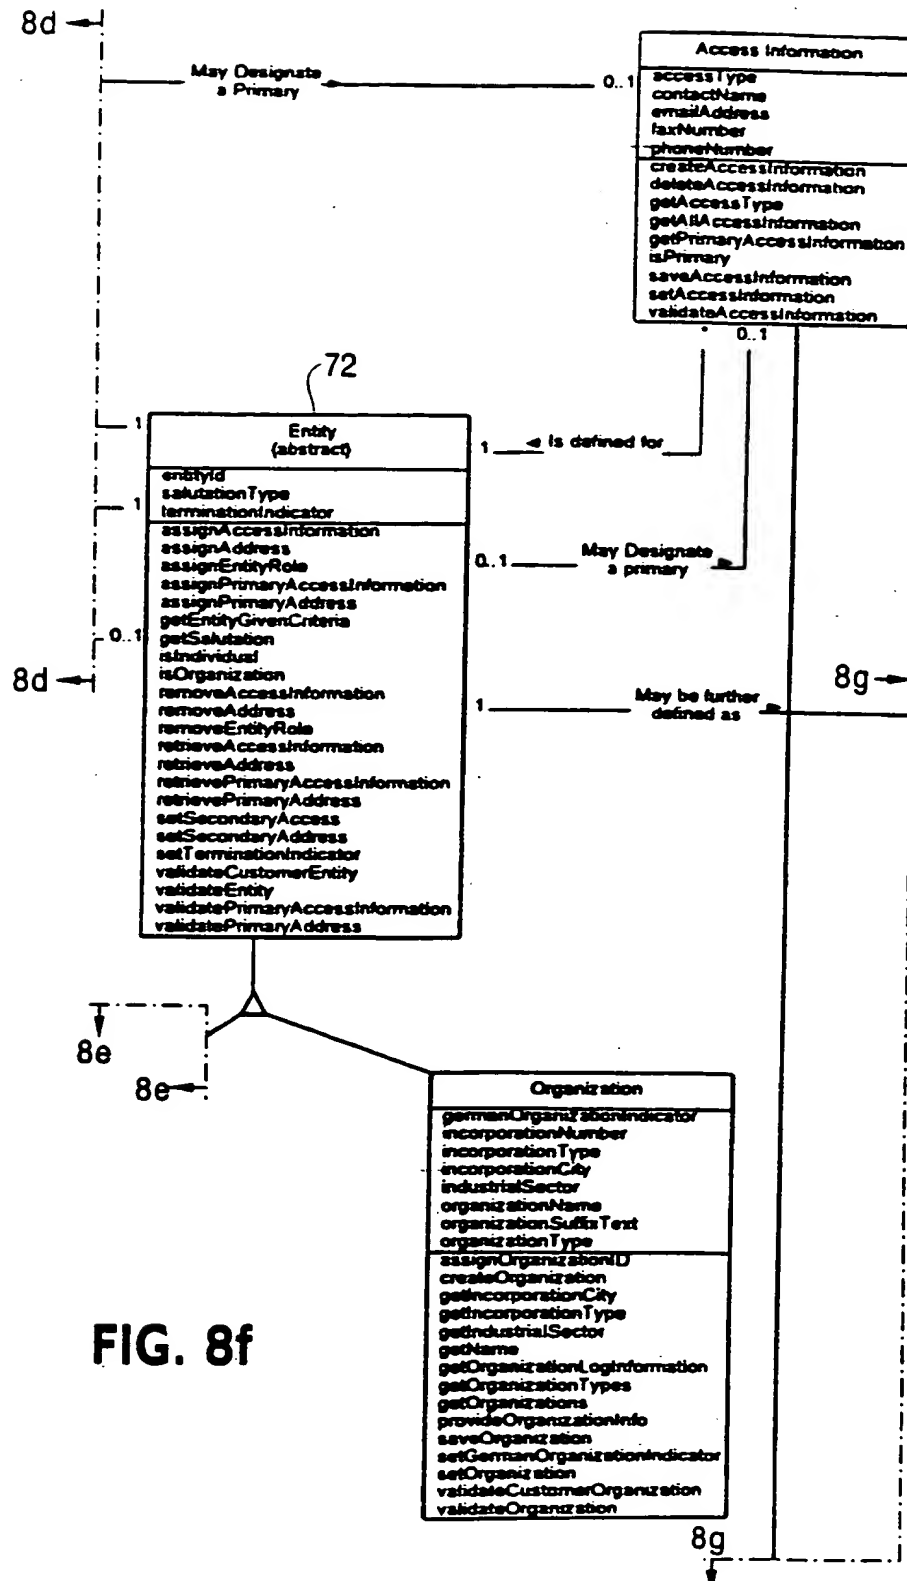 8d
May Designate
a Primary
0..1
Access Information
accessType
contactName
emailAddress
faxNumber
phoneNumber
createAccessInformation
deleteAccessInformation
getAccessType
getAllAccessInformation
getPrimaryAccessInformation
isPrimary
saveAccessInformation
setAccessInformation
validateAccessInformation
*
0..1
72
1
Entity
(abstract)
1
Is defined for
entityId
salutationType
terminationIndicator
1
assignAccessInformation
assignAddress
assignEntityRole
assignPrimaryAccessInformation
assignPrimaryAddress
getEntityGivenCriteria
getSalutation
isIndividual
isOrganization
removeAccessInformation
removeAddress
removeEntityRole
retrieveAccessInformation
retrieveAddress
retrievePrimaryAccessInformation
retrievePrimaryAddress
setSecondaryAccess
setSecondaryAddress
setTerminationIndicator
validateCustomerEntity
validateEntity
validatePrimaryAccessInformation
validatePrimaryAddress
0..1
May Designate
a primary
0..1
8d
1
May be further
defined as
8g
8e
8e
Organization
germanOrganizationIndicator
incorporationNumber
incorporationType
incorporationCity
industrialSector
organizationName
organizationSuffixText
organizationType
assignOrganizationID
createOrganization
getIncorporationCity
getIncorporationType
getIndustrialSector
getName
getOrganizationLogInformation
getOrganizationTypes
getOrganizations
provideOrganizationInfo
saveOrganization
setGermanOrganizationIndicator
setOrganization
validateCustomerOrganization
validateOrganization
FIG. 8f
8g